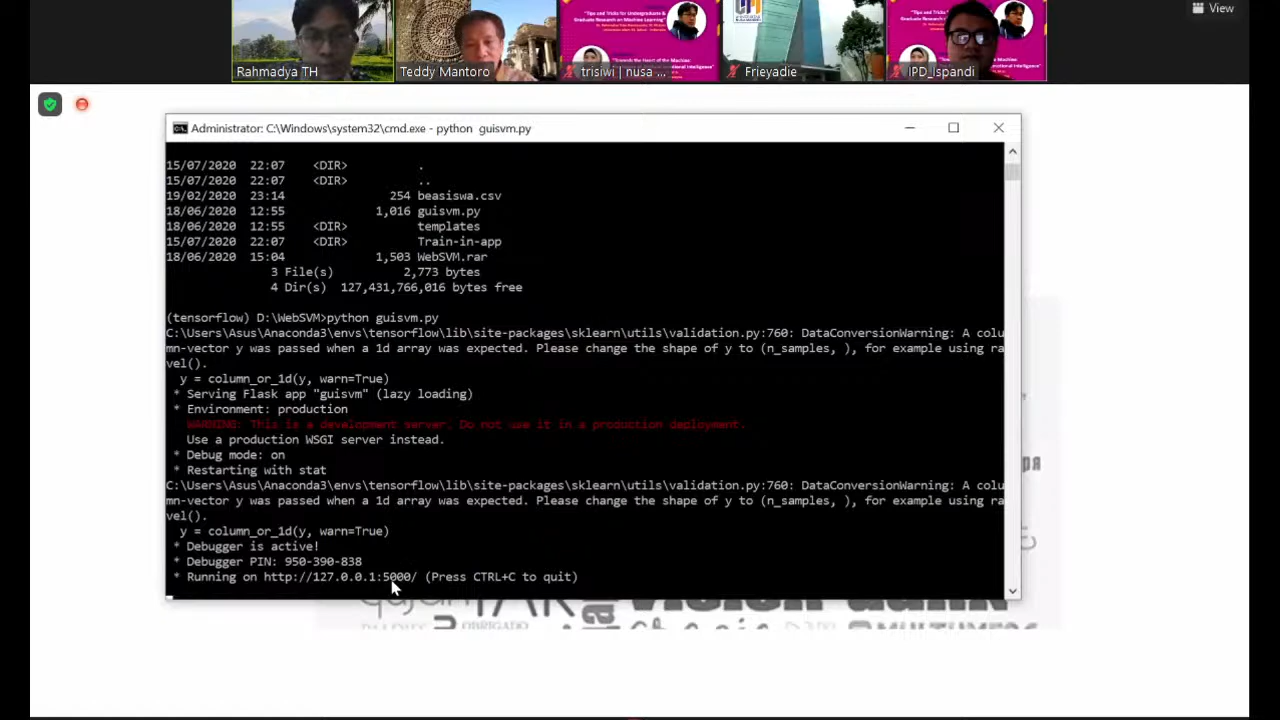 View
"Tips and Tricks for Undergraduate &
Graduate Research on Machine Learning"
Teddy Mantoro
Trisiwi | nusa ...
Frieyadie
IPD_Ispandi
Administrator: C:\Windows\system32\cmd.exe - python  guisvm.py
15/07/2020  22:07    <DIR>          .
15/07/2020  22:07    <DIR>          ..
19/02/2020  23:14               254 beasiswa.csv
18/06/2020  12:55             1,016 guisvm.py
18/06/2020  12:55    <DIR>          templates
15/07/2020  22:07    <DIR>          Train-in-app
18/06/2020  15:04             1,503 WebSVM.rar
3 File(s)          2,773 bytes
4 Dir(s)  127,431,766,016 bytes free
(tensorflow) D:\WebSVM>python guisvm.py
C:\Users\Asus\Anaconda3\envs\tensorflow\lib\site-packages\sklearn\utils\validation.py:760: DataConversionWarning: A colu
mn-vector y was passed when a 1d array was expected. Please change the shape of y to (n_samples, ), for example using ra
vel().
y = column_or_1d(y, warn=True)
* Serving Flask app "guisvm" (lazy loading)
* Environment: production
WARNING: This is a development server. Do not use it in a production deployment.
Use a production WSGI server instead.
* Debug mode: on
* Restarting with stat
C:\Users\Asus\Anaconda3\envs\tensorflow\lib\site-packages\sklearn\utils\validation.py:760: DataConversionWarning: A colu
mn-vector y was passed when a 1d array was expected. Please change the shape of y to (n_samples, ), for example using ra
vel().
y = column_or_1d(y, warn=True)
* Debugger is active!
* Debugger PIN: 950-390-838
* Running on http://127.0.0.1:5000/ (Press CTRL+C to quit)
OBRIGADO